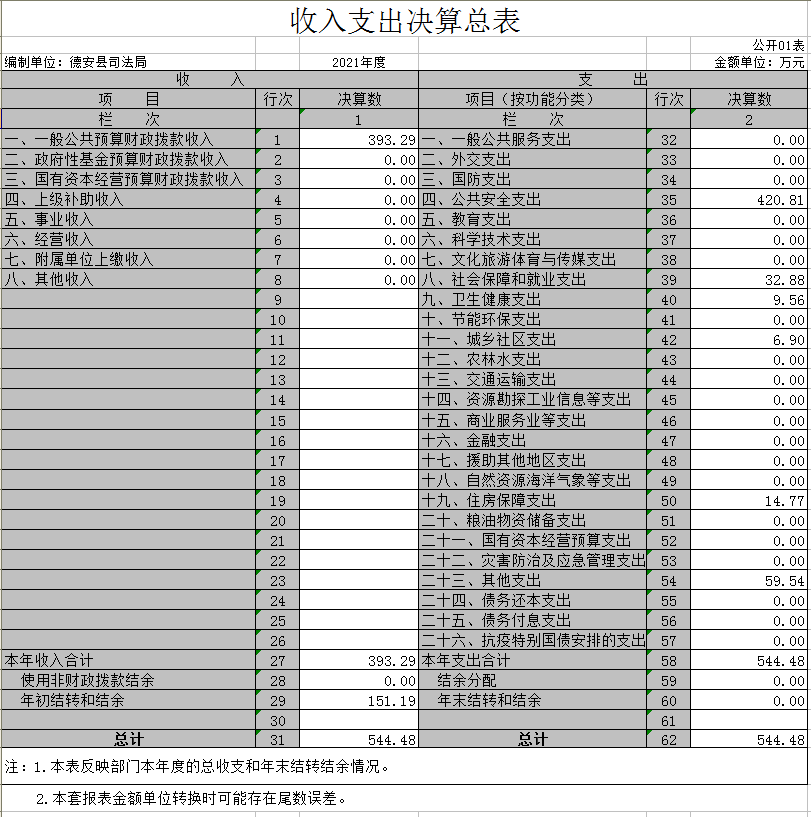 收入支出决算总表
公开01表
编制单位：德安县司法局 2021年度 金额单位：万元
收 入 支 出
项 目 行次 决算数 项目（按功能分类） 行次 决算数
栏 次 1 栏 次 2
一、一般公共预算财政拨款收入 1 393.29 一、一般公共服务支出 32 0.00
二、政府性基金预算财政拨款收入 2 0.00 二、外交支出 33 0.00
三、国有资本经营预算财政拨款收入 3 0.00 三、国防支出 34 0.00
四、上级补助收入 4 0.00 四、公共安全支出 35 420.81
五、事业收入 5 0.00 五、教育支出 36 0.00
六、经营收入 6 0.00 六、科学技术支出 37 0.00
七、附属单位上缴收入 7 0.00 七、文化旅游体育与传媒支出 38 0.00
八、其他收入 8 0.00 八、社会保障和就业支出 39 32.88
9 九、卫生健康支出 40 9.56
10 十、节能环保支出 41 0.00
11 十一、城乡社区支出 42 6.90
12 十二、农林水支出 43 0.00
13 十三、交通运输支出 44 0.00
14 十四、资源勘探工业信息等支出 45 0.00
15 十五、商业服务业等支出 46 0.00
16 十六、金融支出 47 0.00
17 十七、援助其他地区支出 48 0.00
18 十八、自然资源海洋气象等支出 49 0.00
19 十九、住房保障支出 50 14.77
20 二十、粮油物资储备支出 51 0.00
21 二十一、国有资本经营预算支出 52 0.00
22 二十二、灾害防治及应急管理支出 53 0.00
23 二十三、其他支出 54 59.54
24 二十四、债务还本支出 55 0.00
25 二十五、债务付息支出 56 0.00
26 二十六、抗疫特别国债安排的支出 57 0.00
本年收入合计 27 393.29 本年支出合计 58 544.48
使用非财政拨款结余 28 0.00 结余分配 59 0.00
年初结转和结余 29 151.19 年末结转和结余 60 0.00
30 61
总计 31 544.48 总计 62 544.48
注：1.本表反映部门本年度的总收支和年末结转结余情况。
2.本套报表金额单位转换时可能存在尾数误差。